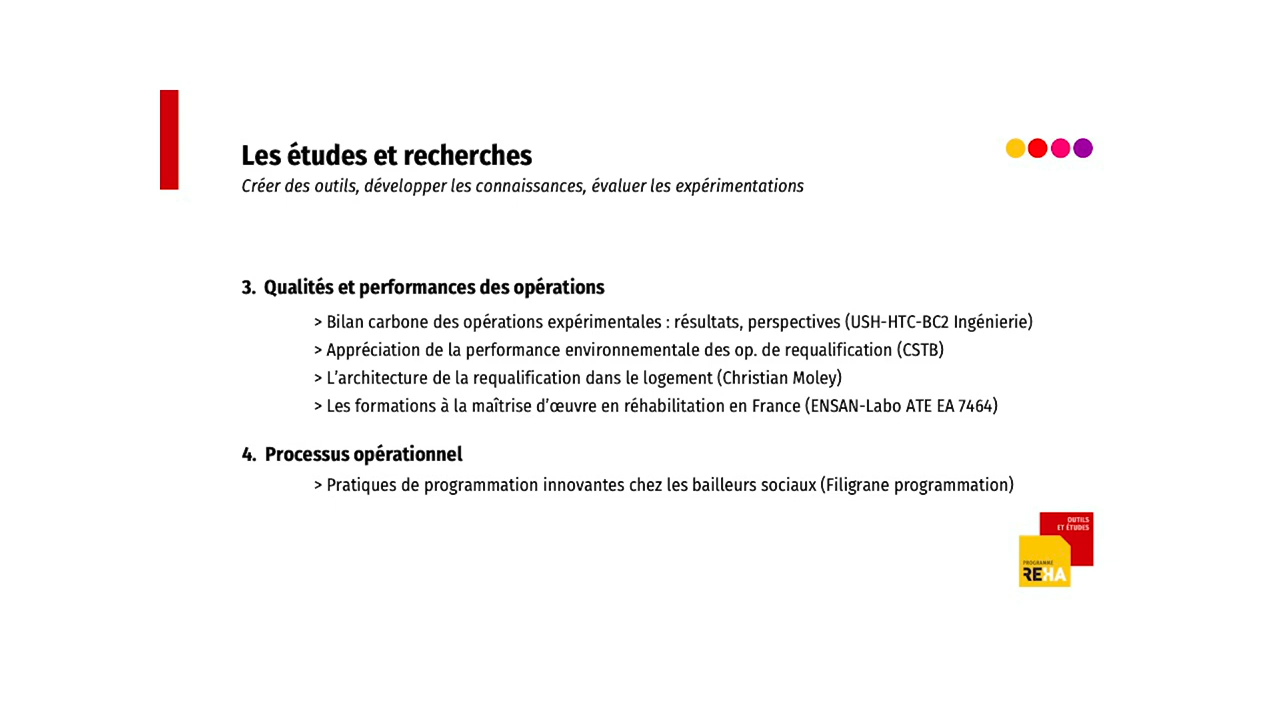 Les études et recherches
Créer des outils, développer les connaissances, évaluer les expérimentations
3. Qualités et performances des opérations
> Bilan carbone des opérations expérimentales : résultats, perspectives (USH-HTC-BC2 Ingénierie)
> Appréciation de la performance environnementale des op. de requalification (CSTB)
> L’architecture de la requalification dans le logement (Christian Moley)
> Les formations à la maîtrise d’œuvre en réhabilitation en France (ENSAN-Labo ATE EA 7464)
4. Processus opérationnel
> Pratiques de programmation innovantes chez les bailleurs sociaux (Filigrane programmation)
OUTILS
ET ÉTUDES
PROGRAMME
REHA